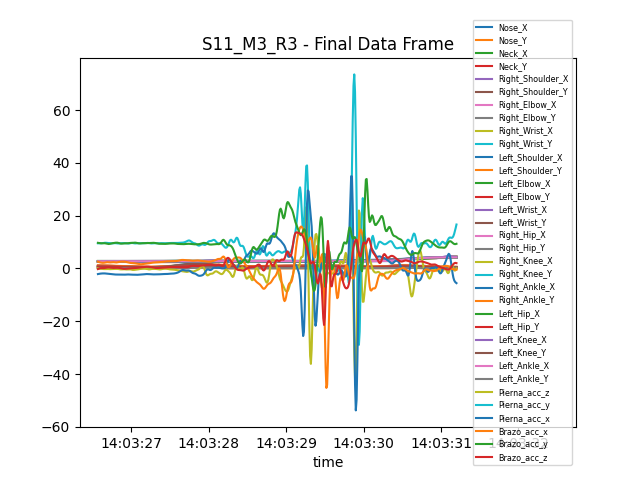 S11_M3_R3 - Final Data Frame
60
40
20
0
−20
−40
−60
14:03:27
14:03:28
14:03:29
14:03:30
14:03:31
14:03:32
time
Nose_X
Nose_Y
Neck_X
Neck_Y
Right_Shoulder_X
Right_Shoulder_Y
Right_Elbow_X
Right_Elbow_Y
Right_Wrist_X
Right_Wrist_Y
Left_Shoulder_X
Left_Shoulder_Y
Left_Elbow_X
Left_Elbow_Y
Left_Wrist_X
Left_Wrist_Y
Right_Hip_X
Right_Hip_Y
Right_Knee_X
Right_Knee_Y
Right_Ankle_X
Right_Ankle_Y
Left_Hip_X
Left_Hip_Y
Left_Knee_X
Left_Knee_Y
Left_Ankle_X
Left_Ankle_Y
Pierna_acc_z
Pierna_acc_y
Pierna_acc_x
Brazo_acc_x
Brazo_acc_y
Brazo_acc_z